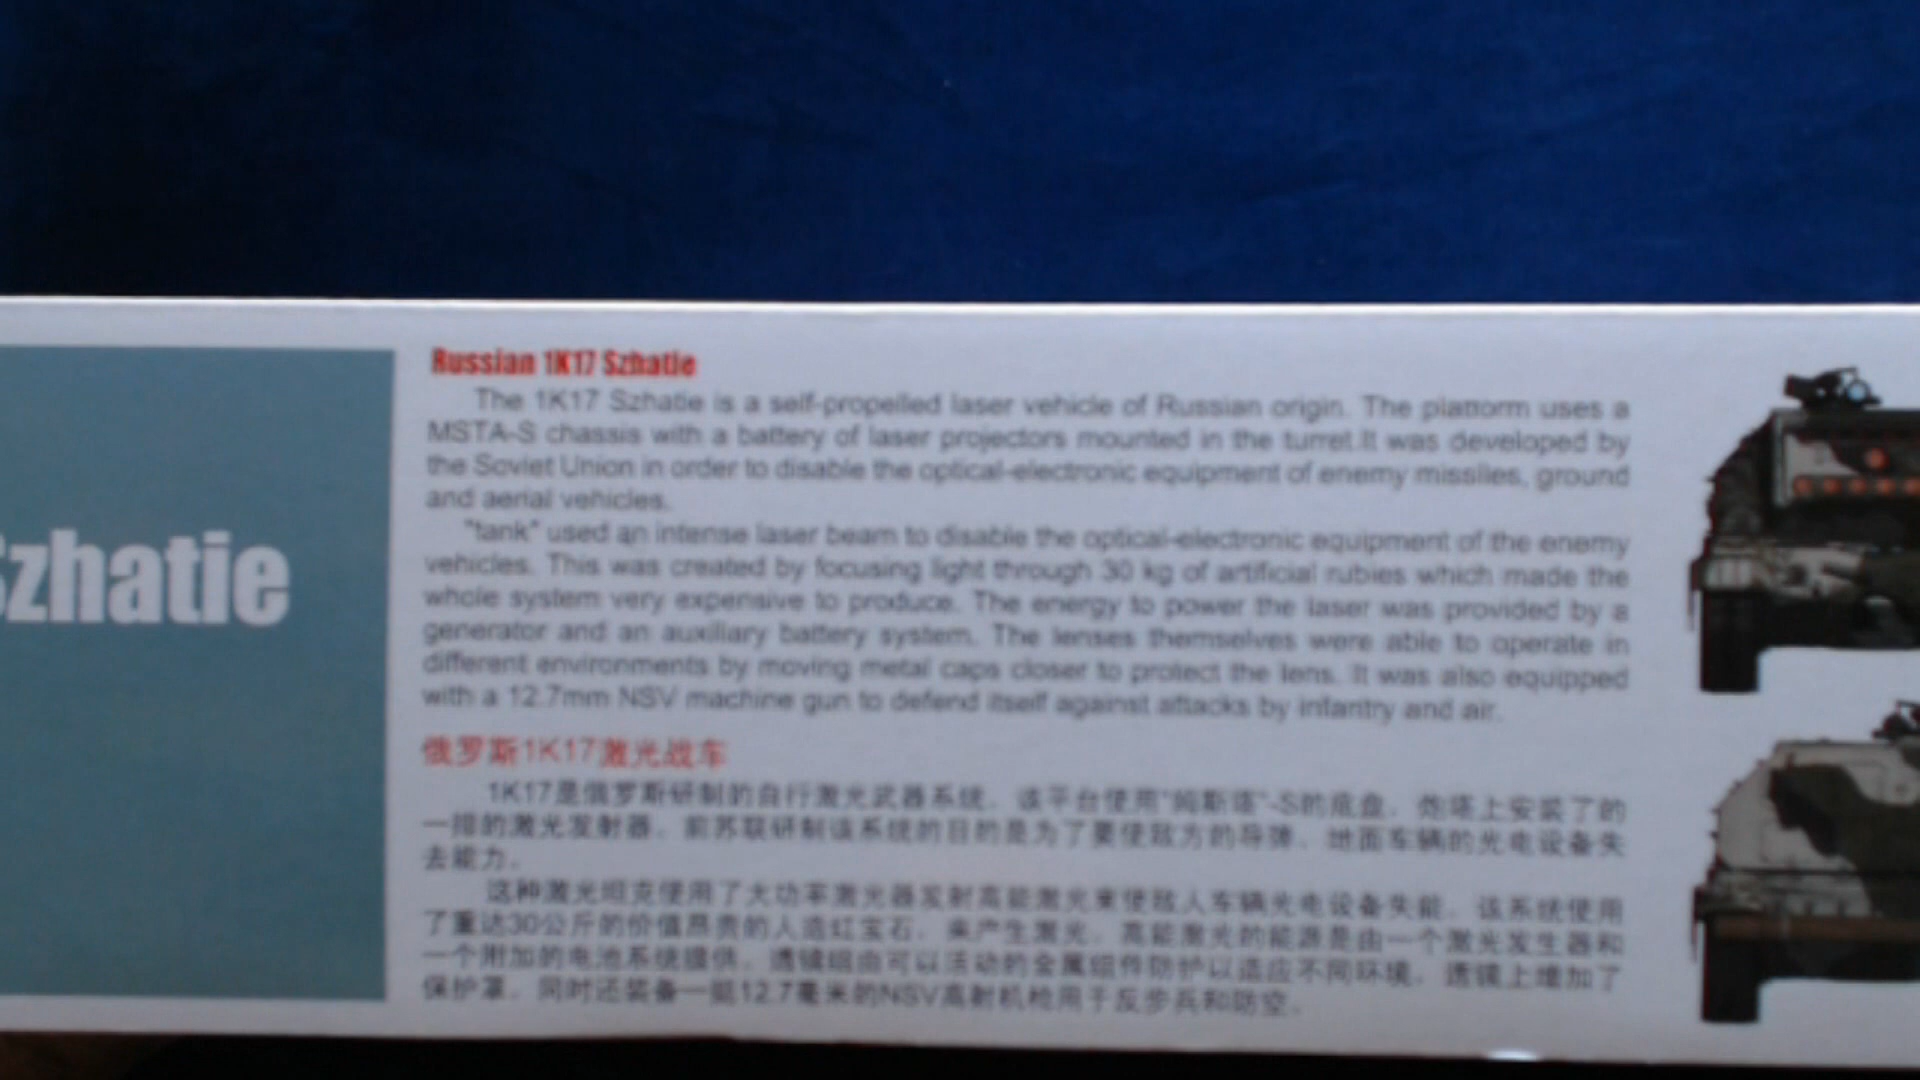 Szhatie
Russian 1K17 Szhatie
The 1K17 Szhatie is a self-propelled laser vehicle of Russian origin. The platform uses a
MSTA-S chassis with a battery of laser projectors mounted in the turret.It was developed by
the Soviet Union in order to disable the optical-electronic equipment of enemy missiles, ground
and aerial vehicles.
"tank" used an intense laser beam to disable the optical-electronic equipment of the enemy
vehicles. This was created by focusing light through 30 kg of artificial rubies which made the
whole system very expensive to produce. The energy to power the laser was provided by a
generator and an auxiliary battery system. The lenses themselves were able to operate in
different environments by moving metal caps closer to protect the lens. It was also equipped
with a 12.7mm NSV machine gun to defend itself against attacks by infantry and air.
俄罗斯1K17激光战车
1K17是俄罗斯研制的自行激光武器系统。该平台使用"姆斯塔"-S的底盘，炮塔上安装了的
一排的激光发射器。前苏联研制该系统的目的是为了要使敌方的导弹、地面车辆的光电设备失
去能力。
这种激光坦克使用了大功率激光器发射高能激光来使敌人车辆光电设备失能。该系统使用
了重达30公斤的价值昂贵的人造红宝石，来产生激光。高能激光的能源是由一个激光发生器和
一个附加的电池系统提供。透镜组由可以活动的金属组件防护以适应不同环境，透镜上增加了
保护罩。同时还装备一挺12.7毫米的NSV高射机枪用于反步兵和防空。